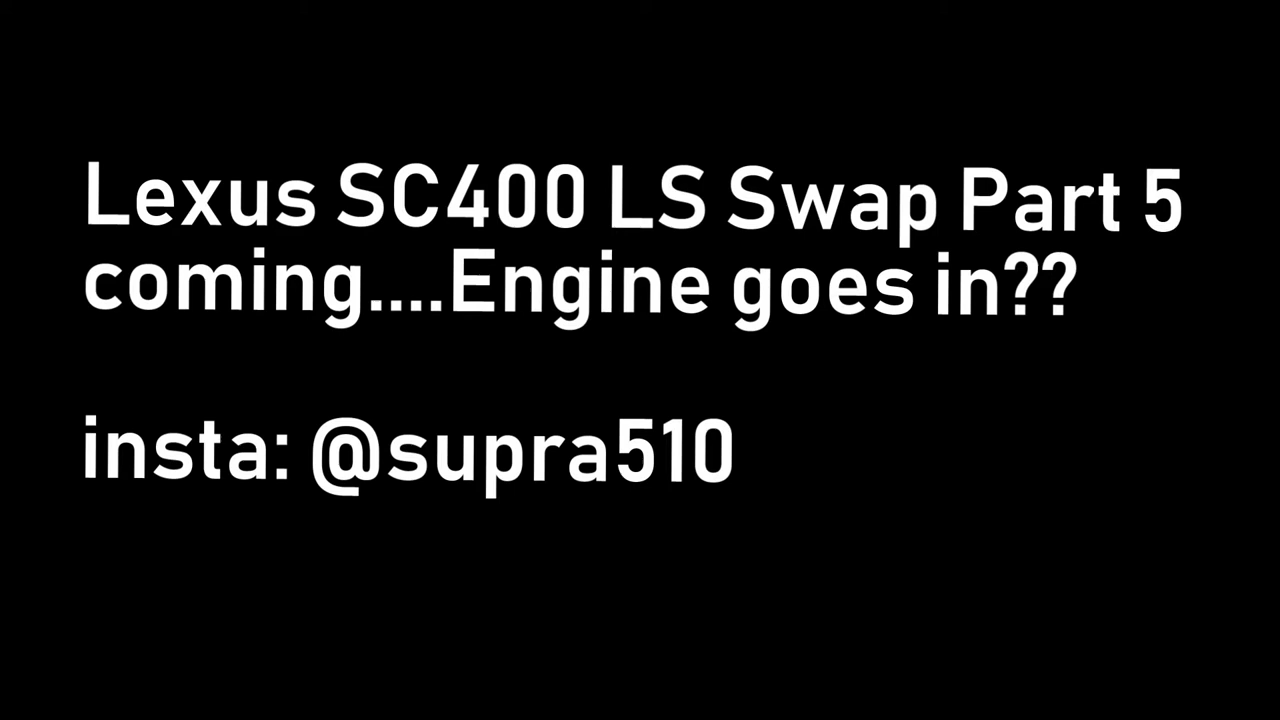 Lexus SC400 LS Swap Part 5
coming....Engine goes in??
insta: @supra510